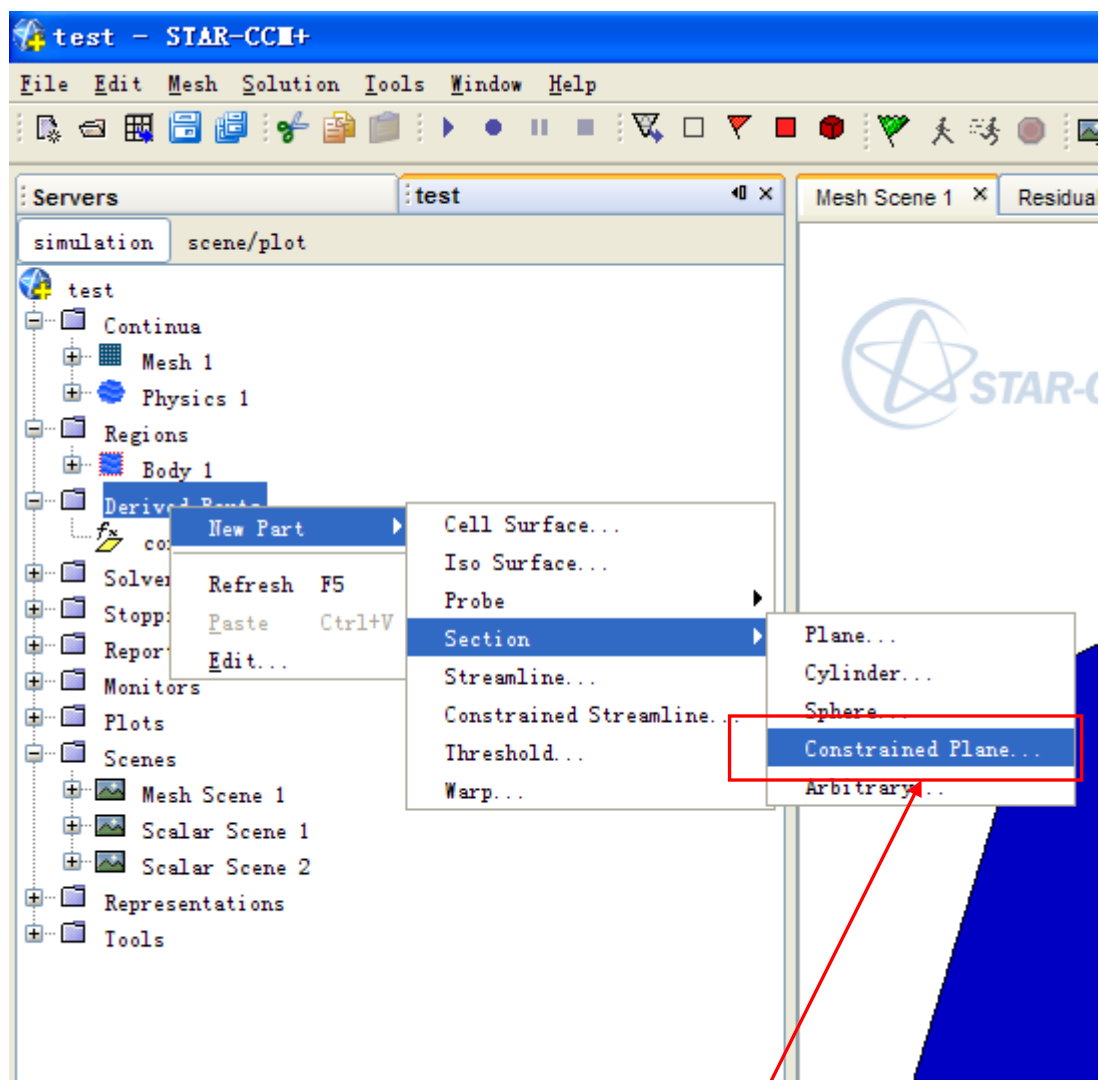 test - STAR-CCM+
File Edit Mesh Solution Tools Window Help
Servers
test
Mesh Scene 1
simulation scene/plot
test
Continua
Mesh 1
Physics 1
Regions
Body 1
New Part
Refresh F5
Paste Ctrl+V
Edit...
Cell Surface...
Iso Surface...
Probe
Section
Streamline...
Constrained Streamline...
Threshold...
Warp...
Plane...
Cylinder...
Sphere...
Constrained Plane...
Arbitrary...
Monitors
Plots
Scenes
Mesh Scene 1
Scalar Scene 1
Scalar Scene 2
Representations
Tools